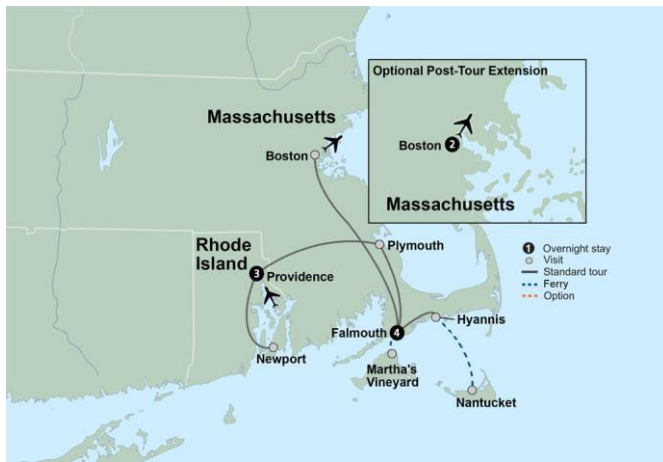 Optional Post-Tour Extension
Massachusetts
Boston
Boston 2
Massachusetts
Rhode
Island
3 Providence
Plymouth
1 Overnight stay
Visit
Standard tour
Ferry
Option
Falmouth 4
Hyannis
Newport
Martha's
Vineyard
Nantucket